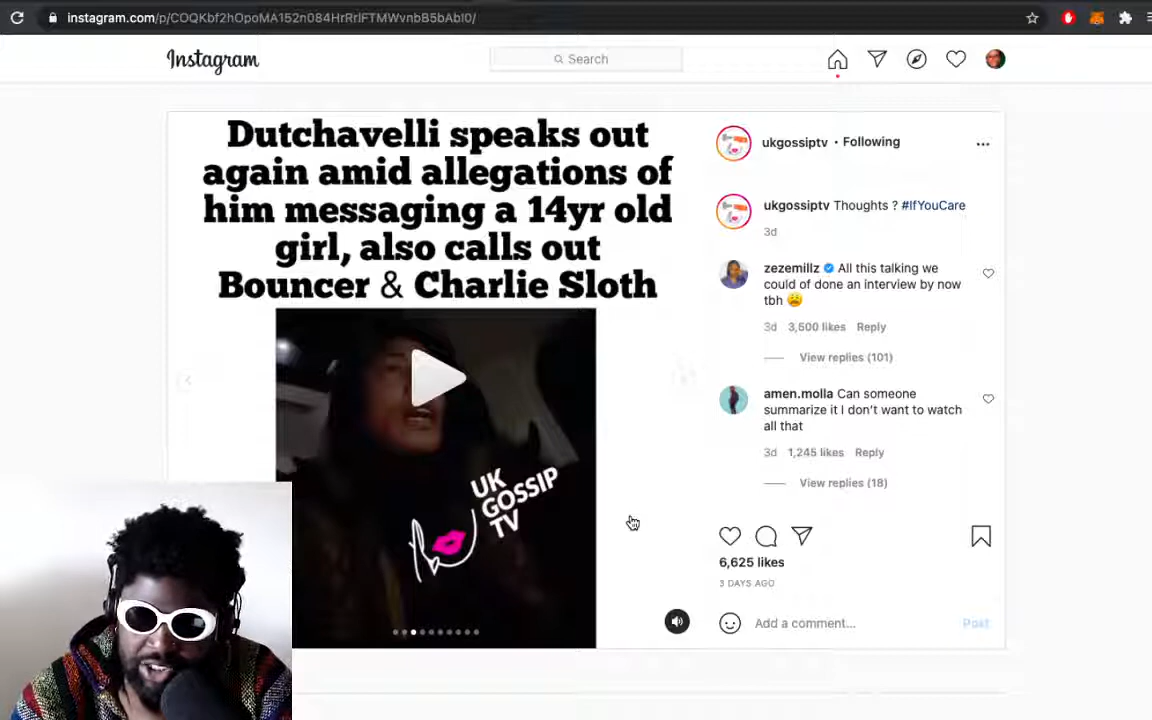 instagram.com/p/COQKbf2hOpoMA152n084HrRrlFTMWvnbB5bAbI0/
Instagram
Search
Dutchavelli speaks out
again amid allegations of
him messaging a 14yr old
girl, also calls out
Bouncer & Charlie Sloth
UK
GOSSIP
TV
ukgossiptv • Following
ukgossiptv Thoughts ? #IfYouCare
3d
zezemillz All this talking we
could of done an interview by now
tbh 😩
3d 3,500 likes Reply
View replies (101)
amen.molla Can someone
summarize it I don't want to watch
all that
3d 1,245 likes Reply
View replies (18)
6,625 likes
3 DAYS AGO
Add a comment...
Post